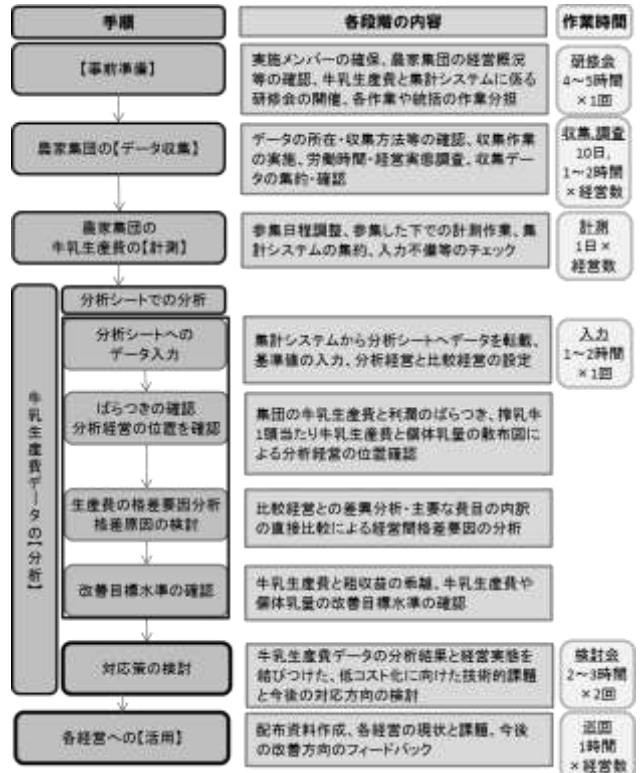 手順
各段階の内容
作業時間
【事前準備】
実施メンバーの確保、農家集団の経営概況
等の確認、牛乳生産費と集計システムに係る
研修会の開催、各作業や統括の作業分担
研修会
4～5時間
×1回
農家集団の【データ収集】
データの所在・収集方法等の確認、収集作業
の実施、労働時間・経営実態調査、収集デー
タの集約・確認
収集、調査
10日、
1～2時間
×経営数
農家集団の
牛乳生産費の【計測】
参集日程調整、参集した下での計測作業、集
計システムの集約、入力不備等のチェック
計測
1日×
経営数
牛乳生産費データの【分析】
分析シートでの分析
分析シートへの
データ入力
集計システムから分析シートへデータを転載、
基準値の入力、分析経営と比較経営の設定
入力
1～2時間
×1回
ばらつきの確認
分析経営の位置を確認
集団の牛乳生産費と利潤のばらつき、搾乳牛
1頭当たり牛乳生産費と個体乳量の散布図に
よる分析経営の位置確認
生産費の格差要因分析
格差原因の検討
比較経営との差異分析・主要な費目の内訳
の直接比較による経営間格差要因の分析
改善目標水準の確認
牛乳生産費と粗収益の乖離、牛乳生産費や
個体乳量の改善目標水準の確認
対応策の検討
牛乳生産費データの分析結果と経営実態を
結びつけた、低コスト化に向けた技術的課題
と今後の対応方向の検討
検討会
2～3時間
×2回
各経営への【活用】
配布資料作成、各経営の現状と課題、今後
の改善方向のフィードバック
巡回
1時間
×経営数